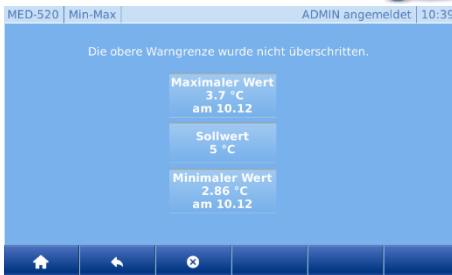 MED-520 Min-Max ADMIN angemeldet 10:39
Die obere Warngrenze wurde nicht überschritten.
Maximaler Wert
3.7 °C
am 10.12
Sollwert
5 °C
Minimaler Wert
2.86 °C
am 10.12